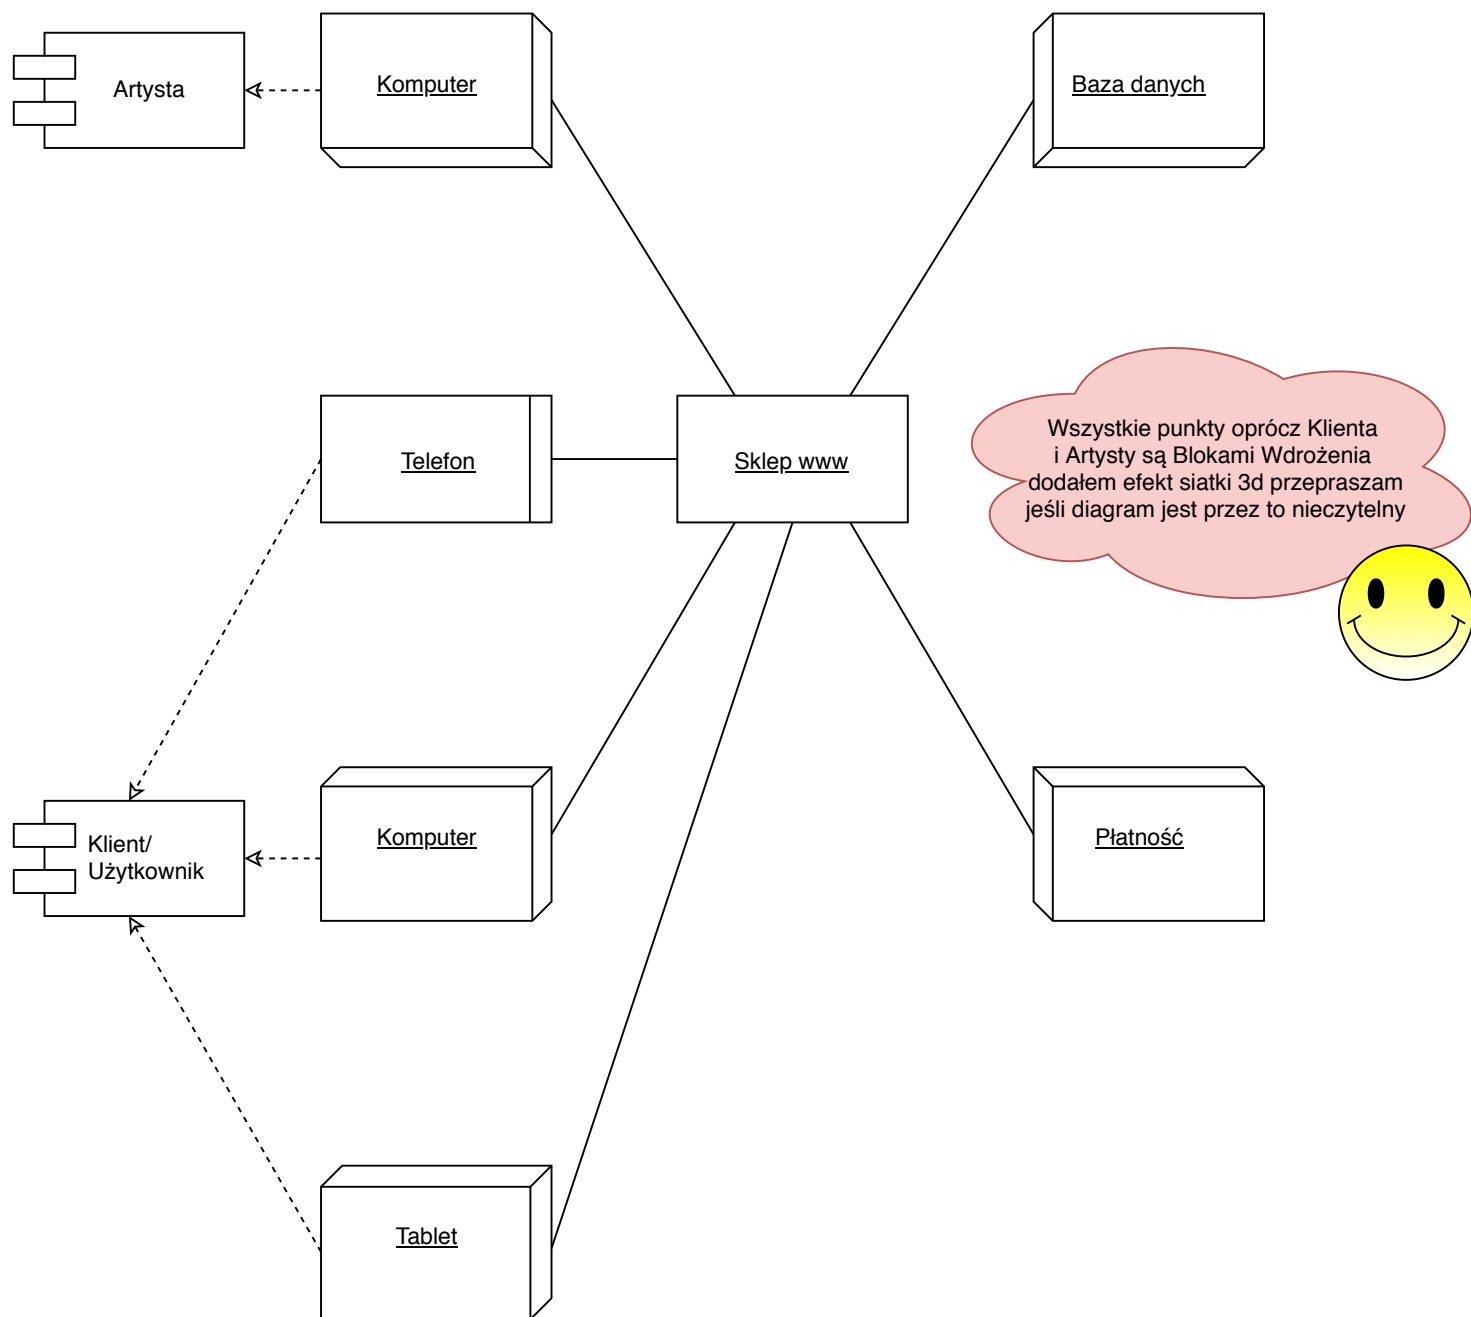 Artysta
Komputer
Baza danych
Telefon
Sklep www
Wszystkie punkty oprócz Klienta
i Artysty są Blokami Wdrożenia
dodałem efekt siatki 3d przepraszam
jeśli diagram jest przez to nieczytelny
Klient/
Użytkownik
Komputer
Płatność
Tablet